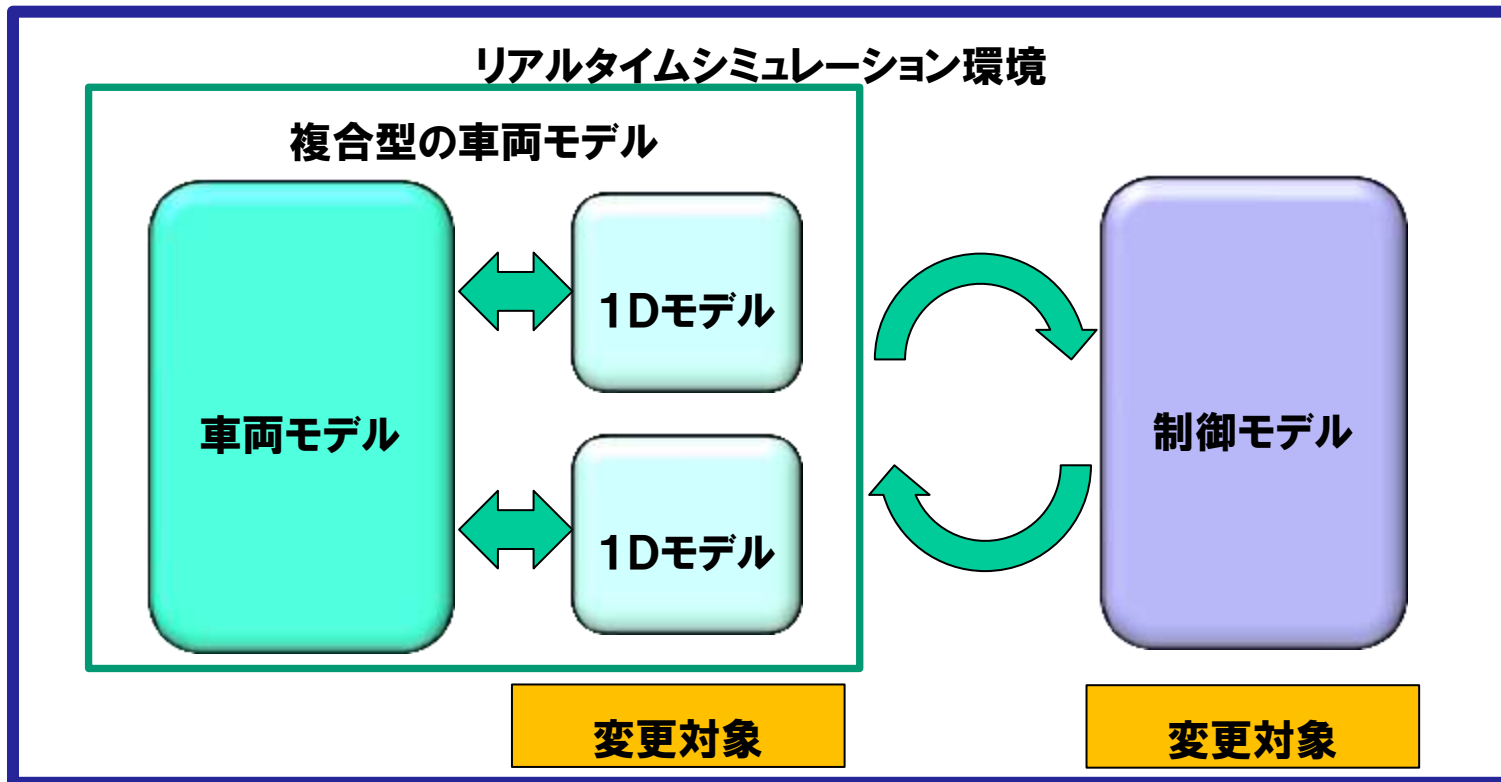 リアルタイムシミュレーション環境
複合型の車両モデル
車両モデル
1Dモデル
1Dモデル
制御モデル
変更対象
変更対象